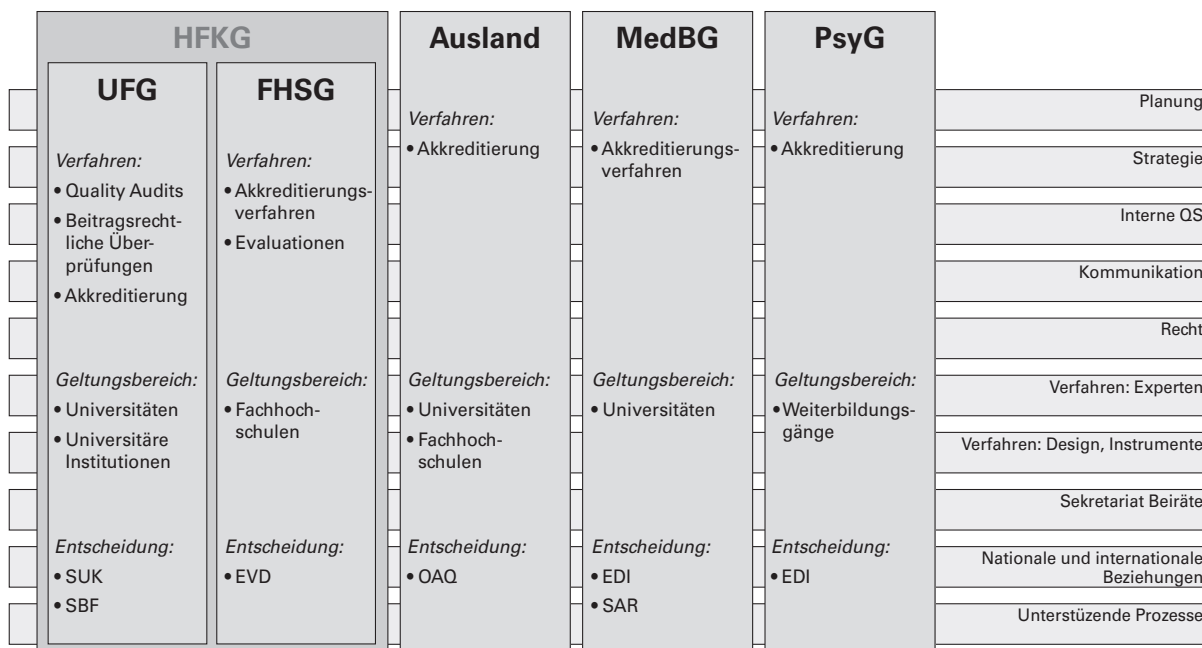 HFKG
UFG
Verfahren:
• Quality Audits
• Beitragsrecht-
liche Über-
prüfungen
• Akkreditierung
Geltungsbereich:
• Universitäten
• Universitäre
Institutionen
Entscheidung:
• SUK
• SBF
FHSG
Verfahren:
• Akkreditierungs-
verfahren
• Evaluationen
Geltungsbereich:
• Fachhoch-
schulen
Entscheidung:
• EVD
Ausland
Verfahren:
• Akkreditierung
Geltungsbereich:
• Universitäten
• Fachhoch-
schulen
Entscheidung:
• OAQ
MedBG
Verfahren:
• Akkreditierungs-
verfahren
Geltungsbereich:
• Universitäten
Entscheidung:
• EDI
• SAR
PsyG
Verfahren:
• Akkreditierung
Geltungsbereich:
• Weiterbildungs-
gänge
Entscheidung:
• EDI
Planung
Strategie
Interne QS
Kommunikation
Recht
Verfahren: Experten
Verfahren: Design, Instrumente
Sekretariat Beiräte
Nationale und internationale
Beziehungen
Unterstüzende Prozesse